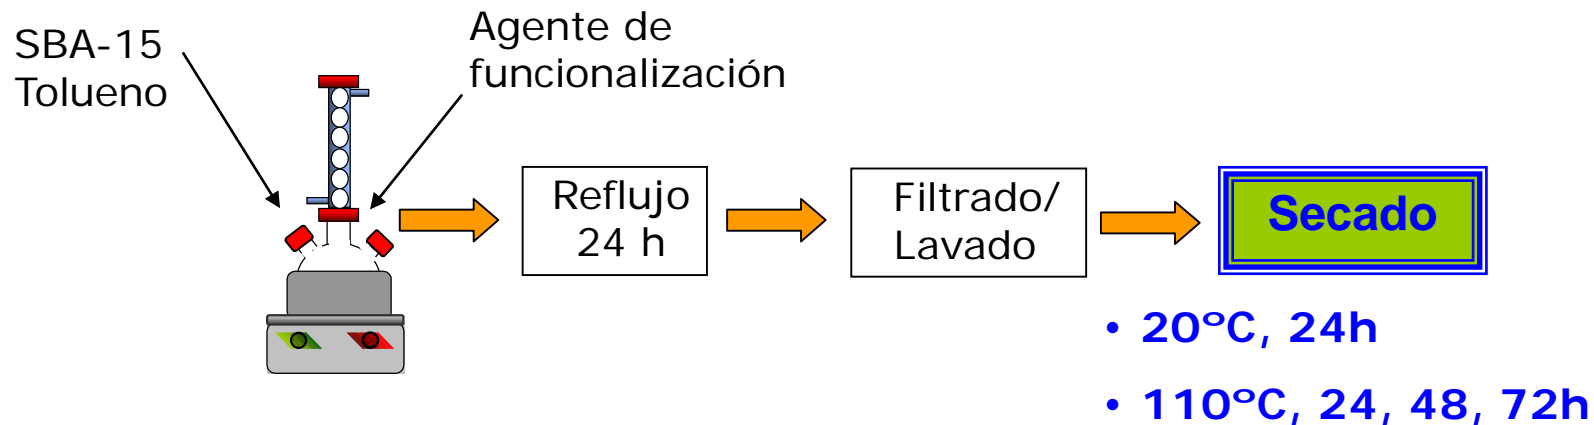 SBA-15
Tolueno
Agente de
funcionalización
Reflujo
24 h
Filtrado/
Lavado
Secado
• 20ºC, 24h
• 110ºC, 24, 48, 72h